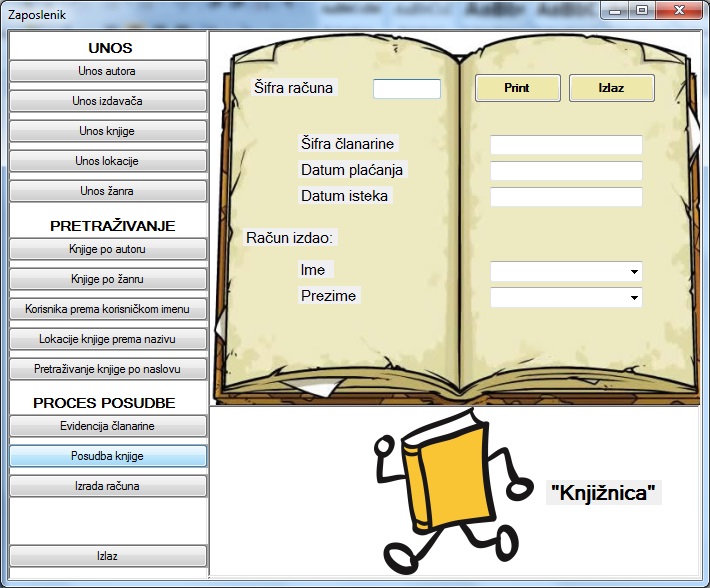 Zaposlenik
UNOS
Unos autora
Unos izdavača
Unos knjige
Unos lokacije
Unos žanra
PRETRAŽIVANJE
Knjige po autoru
Knjige po žanru
Korisnika prema korisničkom imenu
Lokacije knjige prema nazivu
Pretraživanje knjige po naslovu
PROCES POSUDBE
Evidencija članarine
Posudba knjige
Izrada računa
Izlaz
Šifra računa
Print
Izlaz
Šifra članarine
Datum plaćanja
Datum isteka
Račun izdao:
Ime
Prezime
"Knjižnica"